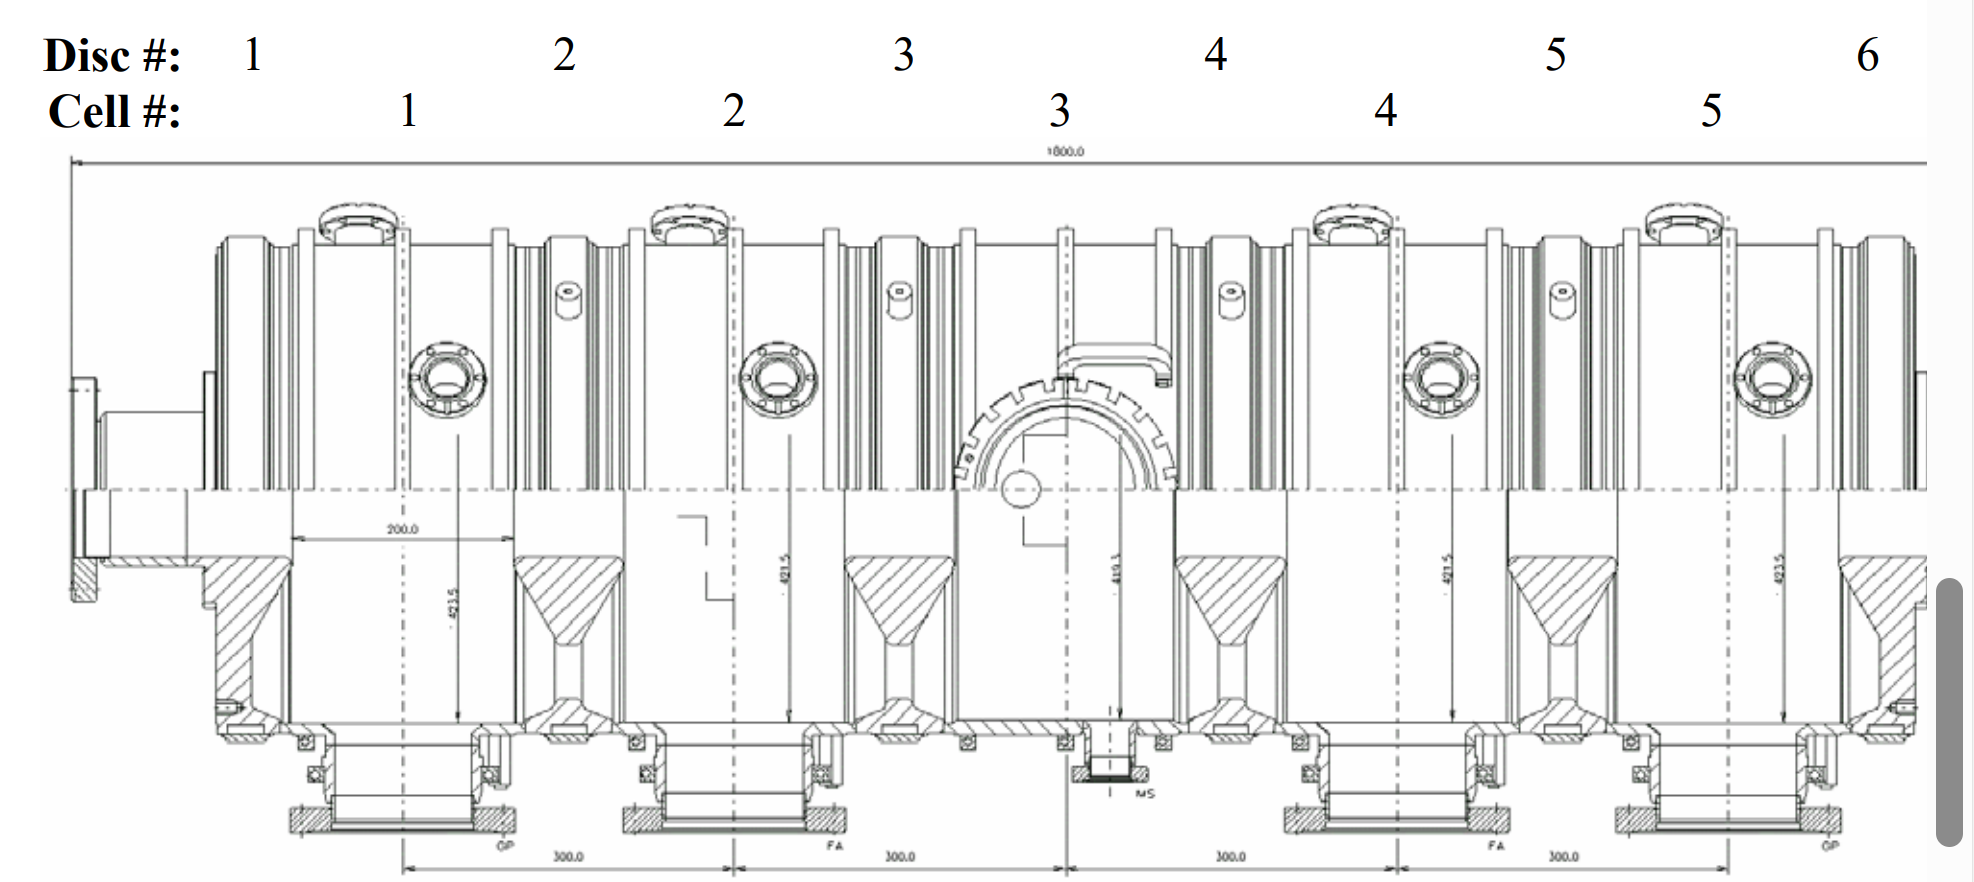 Disc #: 1 2 3 4 5 6
Cell #: 1 2 3 4 5
1800.0
200.0
423.5 421.5 419.5 421.5 423.5
MS
GP FA FA GP
300.0 300.0 300.0 300.0